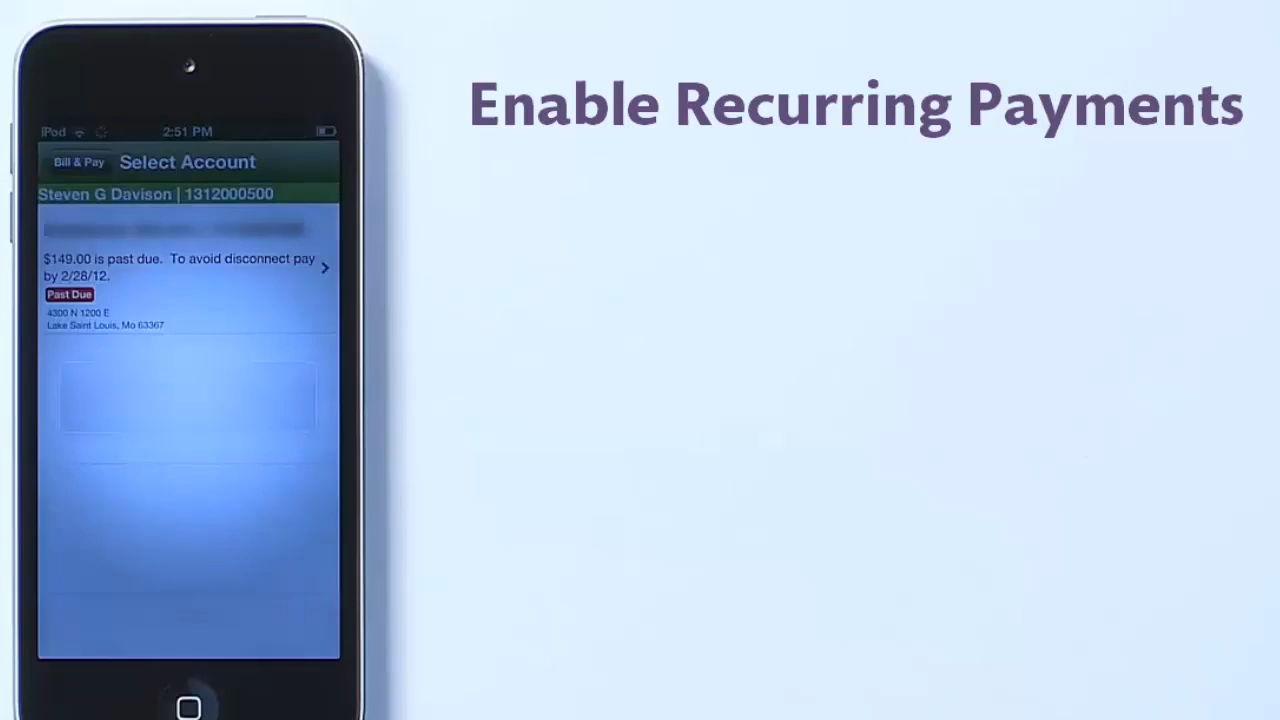 Enable Recurring Payments
iPod 2:51 PM
Bill & Pay Select Account
Steven G Davison | 1312000500
$149.00 is past due.  To avoid disconnect pay
by 2/28/12.
Past Due
4300 N 1200 E
Lake Saint Louis, Mo 63367